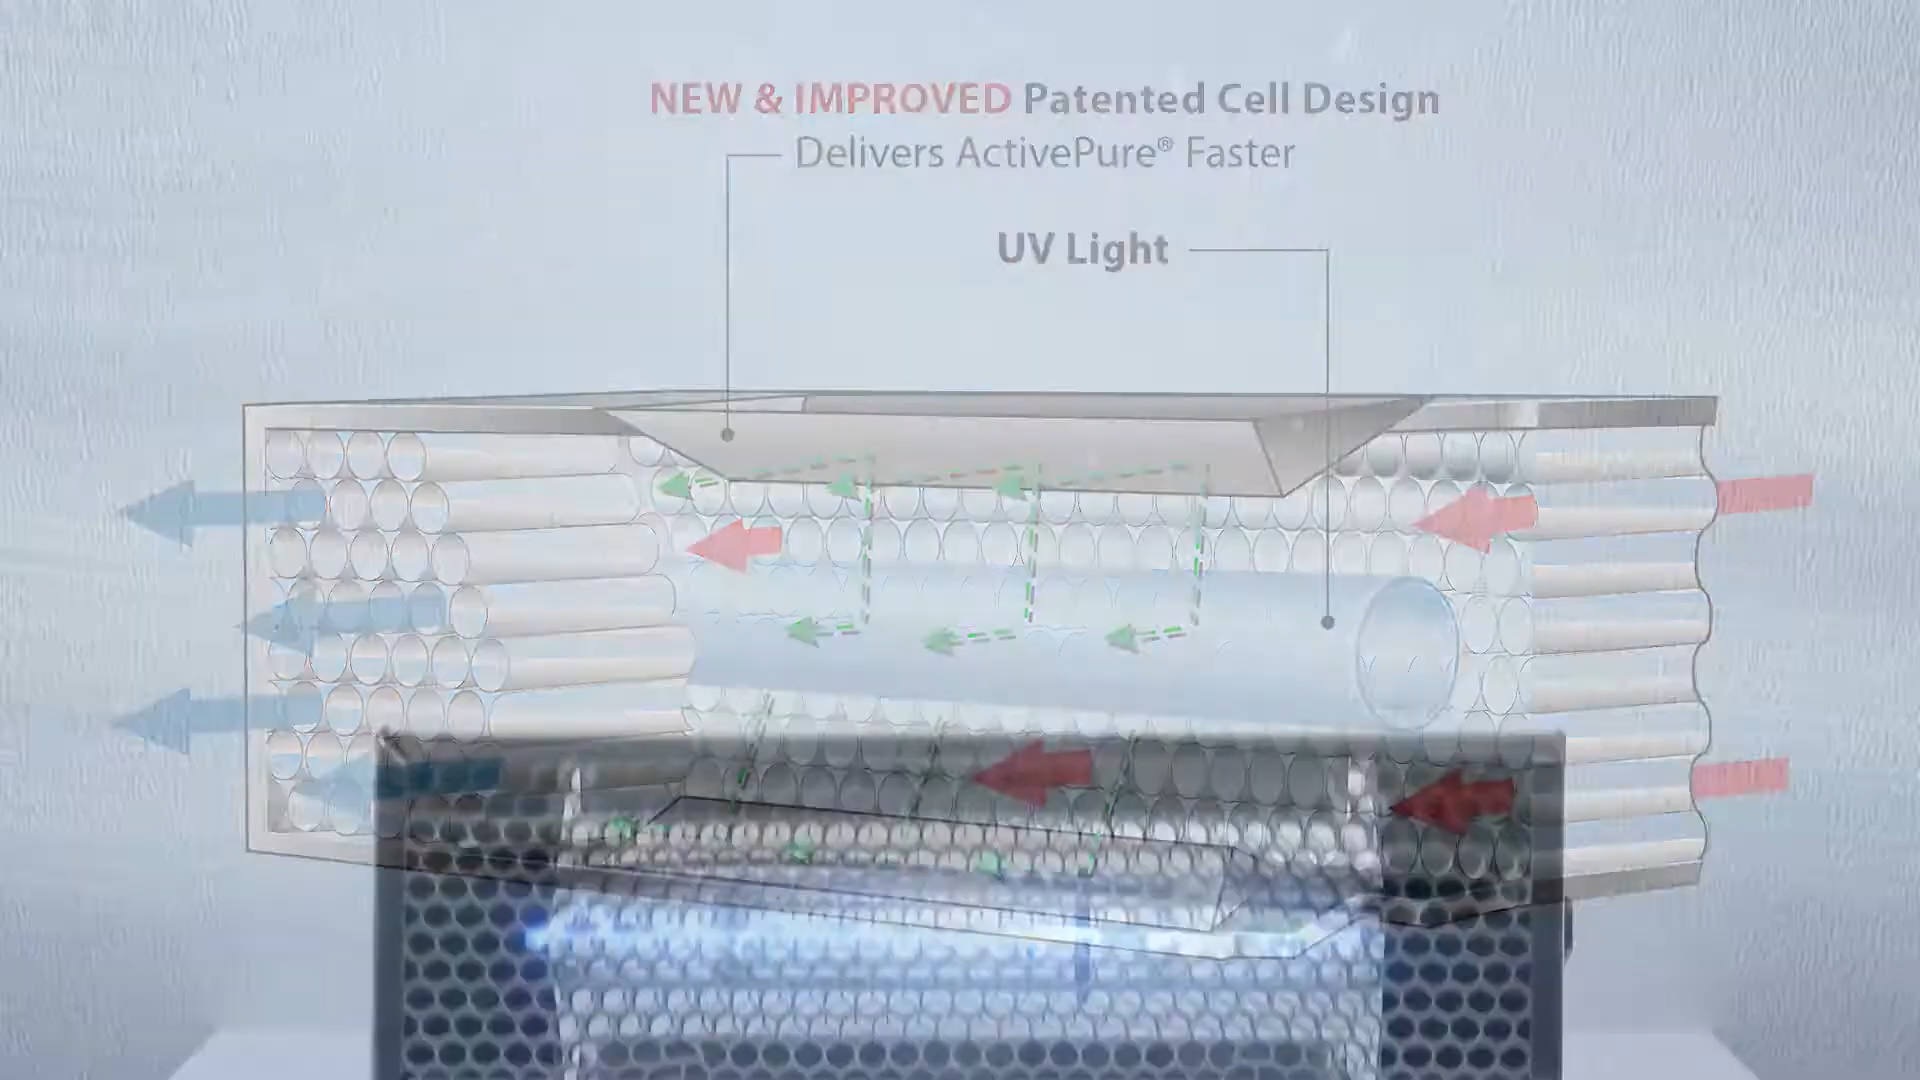 NEW & IMPROVED Patented Cell Design
Delivers ActivePure® Faster
UV Light